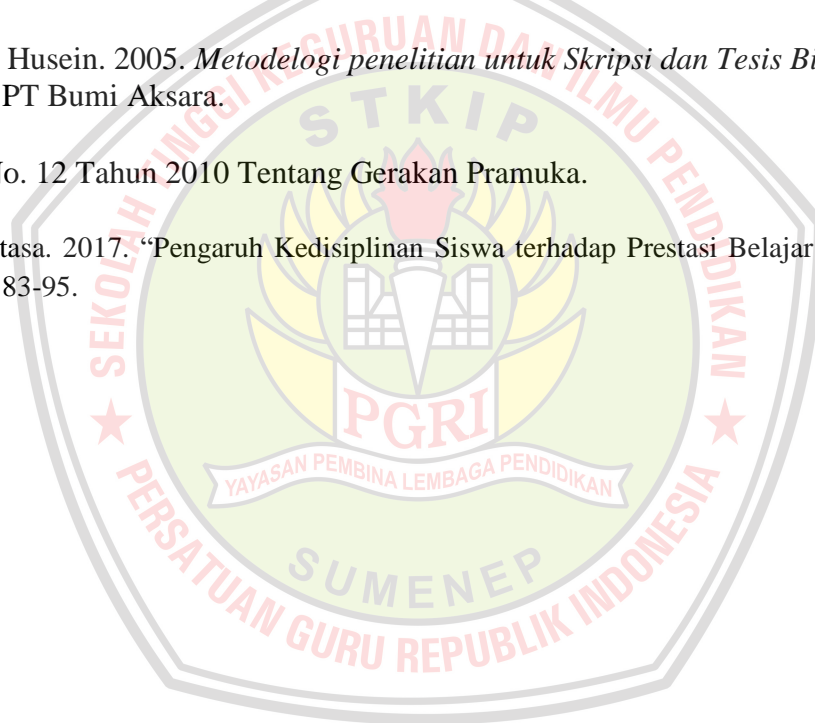 Husein. 2005. Metodelogi penelitian untuk Skripsi dan Tesis Bi
PT Bumi Aksara.
No. 12 Tahun 2010 Tentang Gerakan Pramuka.
tasa. 2017. “Pengaruh Kedisiplinan Siswa terhadap Prestasi Belajar
83-95.
SEKOLAH TINGGI KEGURUAN DAN ILMU PENDIDIKAN
STKIP
PGRI
YAYASAN PEMBINA LEMBAGA PENDIDIKAN
SUMENEP
PERSATUAN GURU REPUBLIK INDONESIA